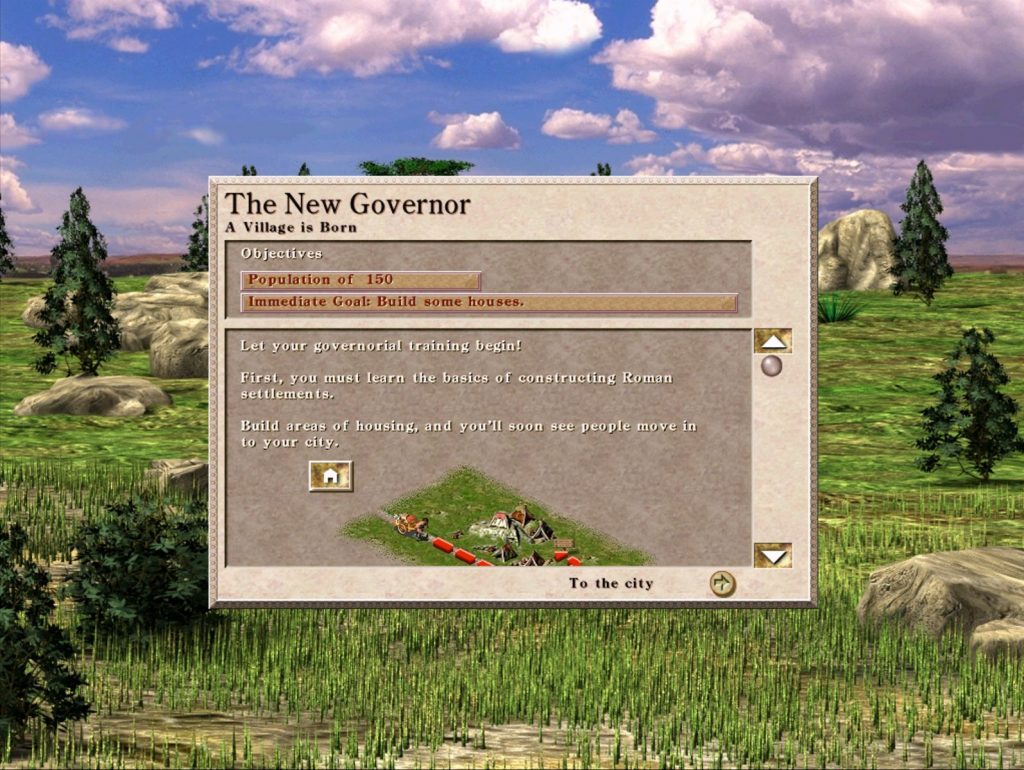 The New Governor
A Village is Born
Objectives
Population of 150
Immediate Goal: Build some houses.
Let your governorial training begin!
First, you must learn the basics of constructing Roman
settlements.
Build areas of housing, and you'll soon see people move in
to your city.
To the city